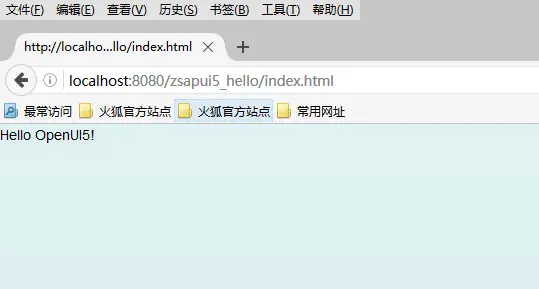 文件(F) 编辑(E) 查看(V) 历史(S) 书签(B) 工具(T) 帮助(H)
http://localho...llo/index.html
localhost:8080/zsapui5_hello/index.html
最常访问 火狐官方站点 火狐官方站点 常用网址
Hello OpenUI5!